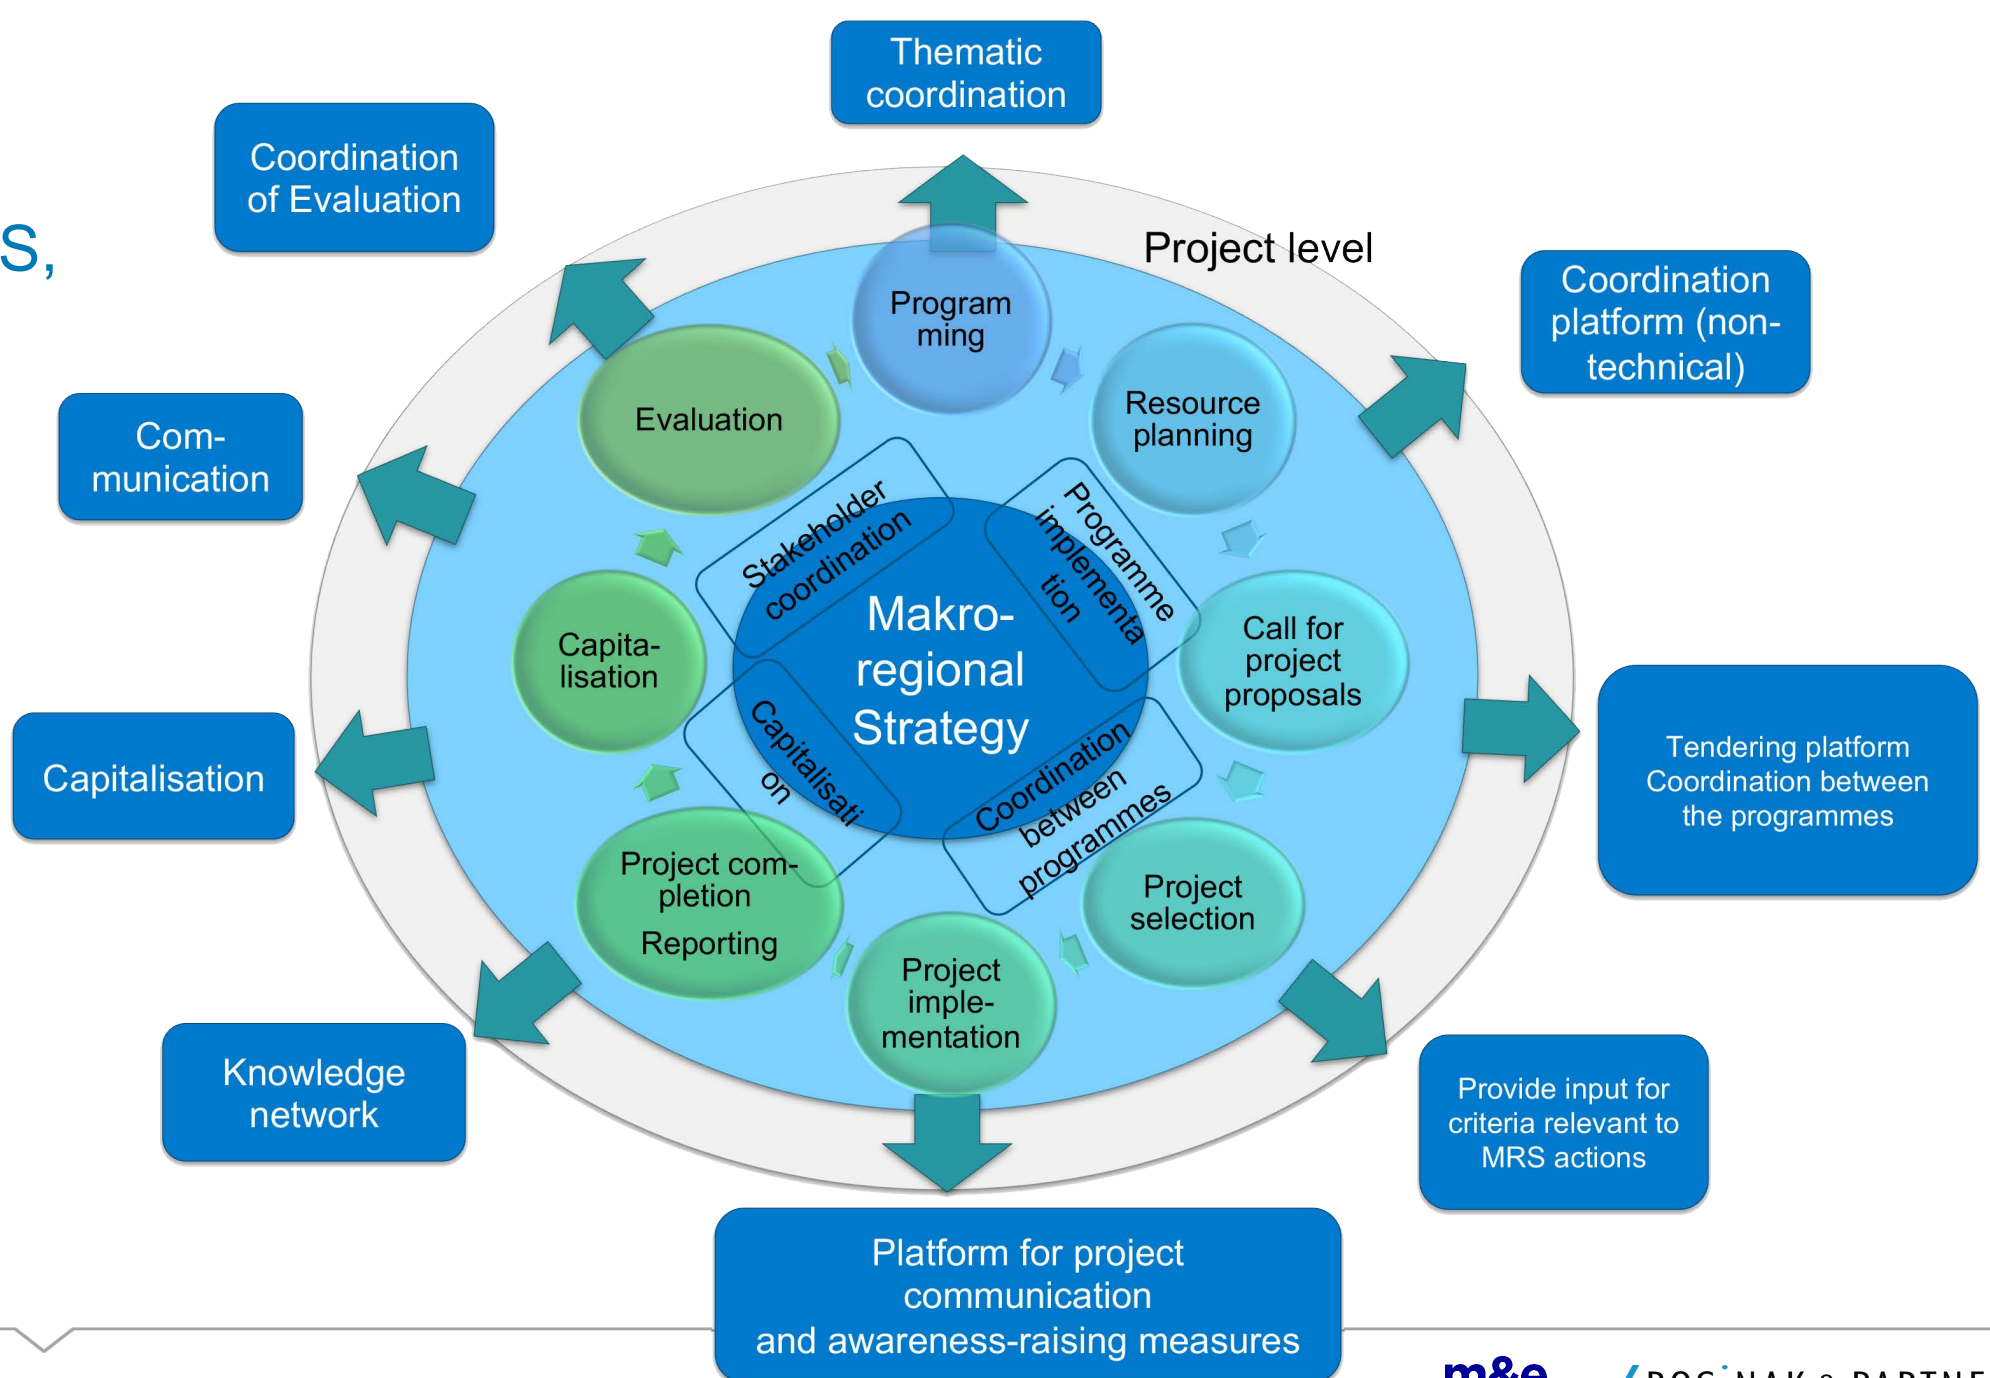 Thematic
coordination
Coordination
of Evaluation
S,
Project level
Coordination
platform (non-
technical)
Program
ming
Resource
planning
Evaluation
Com-
munication
Stakeholder
coordination
Programme
implementa
tion
Makro-
regional
Strategy
Call for
project
proposals
Capita-
lisation
Capitalisation
Capitalisati
on
Coordination
between
programmes
Tendering platform
Coordination between
the programmes
Project com-
pletion
Reporting
Project
selection
Project
imple-
mentation
Knowledge
network
Provide input for
criteria relevant to
MRS actions
Platform for project
communication
and awareness-raising measures
m&e